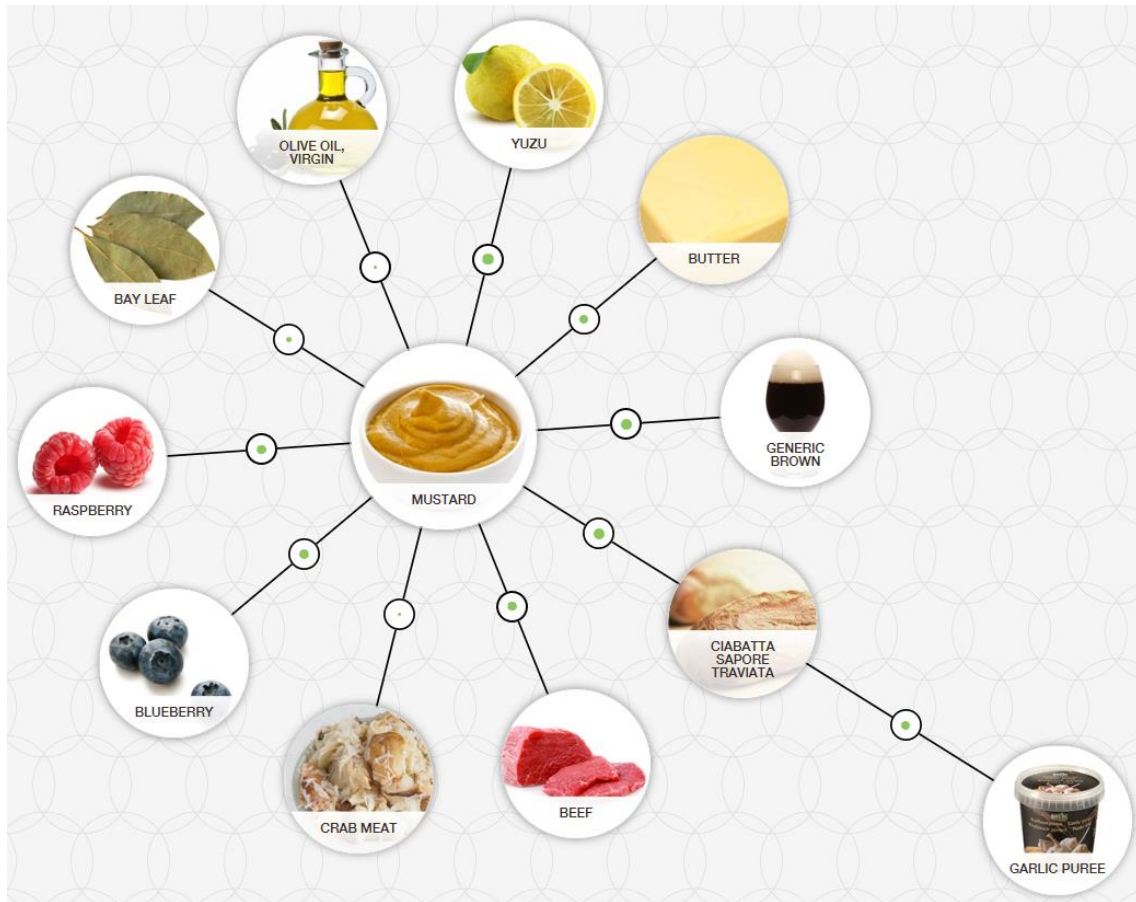 OLIVE OIL,
VIRGIN
YUZU
BUTTER
BAY LEAF
GENERIC
BROWN
MUSTARD
RASPBERRY
CIABATTA
SAPORE
TRAVIATA
BLUEBERRY
CRAB MEAT
BEEF
GARLIC PUREE